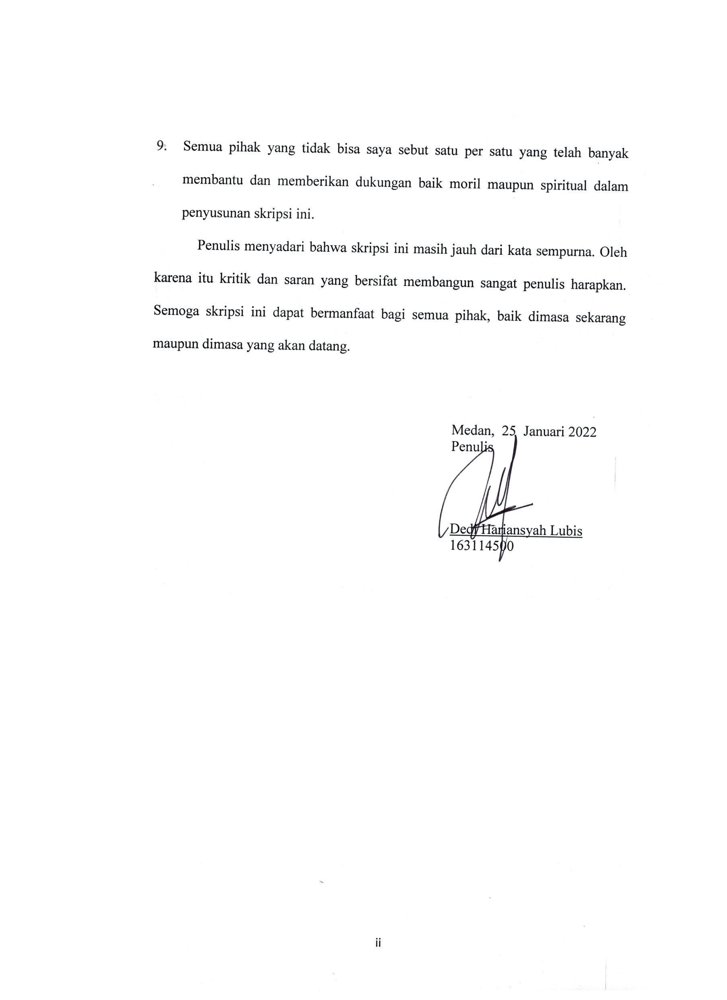 9. Semua pihak yang tidak bisa saya sebut satu per satu yang telah banyak
membantu dan memberikan dukungan baik moril maupun spiritual dalam
penyusunan skripsi ini.
Penulis menyadari bahwa skripsi ini masih jauh dari kata sempurna. Oleh
karena itu kritik dan saran yang bersifat membangun sangat penulis harapkan.
Semoga skripsi ini dapat bermanfaat bagi semua pihak, baik dimasa sekarang
maupun dimasa yang akan datang.
Medan, 25 Januari 2022
Penulis
Dedi Hariansyah Lubis
163114500
ii